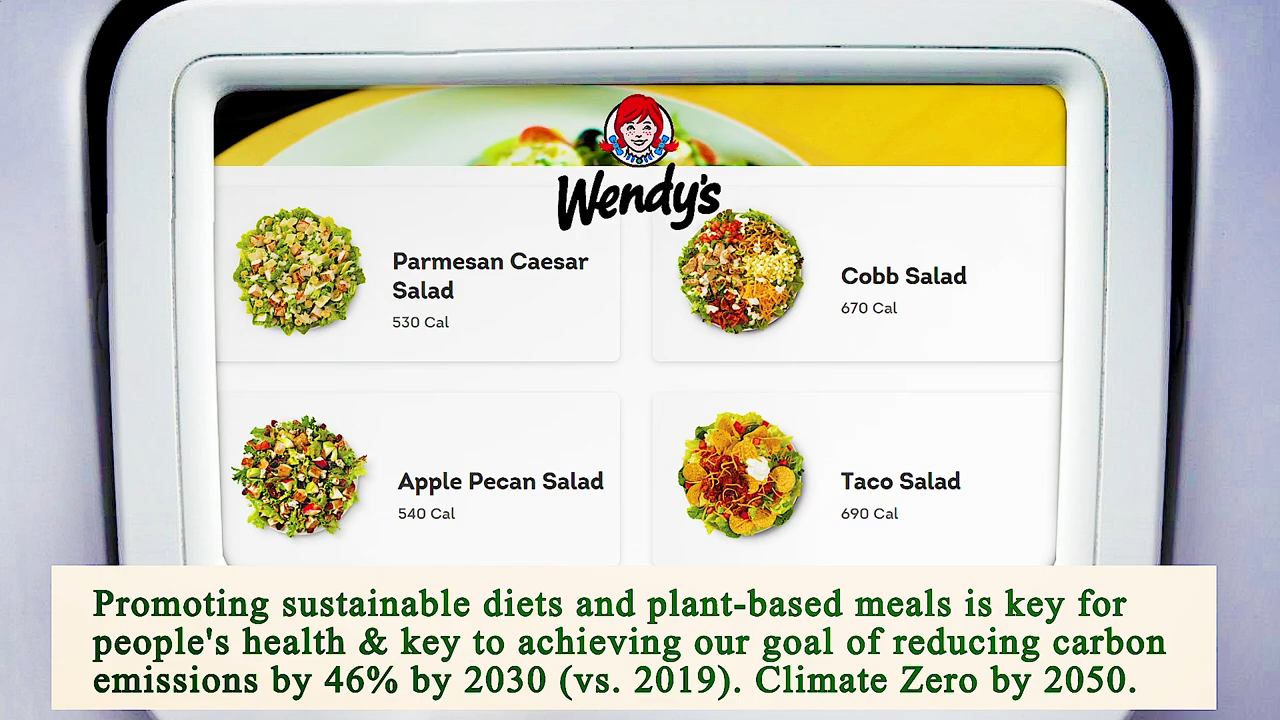 Wendy's
Parmesan Caesar
Salad
530 Cal
Cobb Salad
670 Cal
Apple Pecan Salad
540 Cal
Taco Salad
690 Cal
Promoting sustainable diets and plant-based meals is key for
people's health & key to achieving our goal of reducing carbon
emissions by 46% by 2030 (vs. 2019). Climate Zero by 2050.